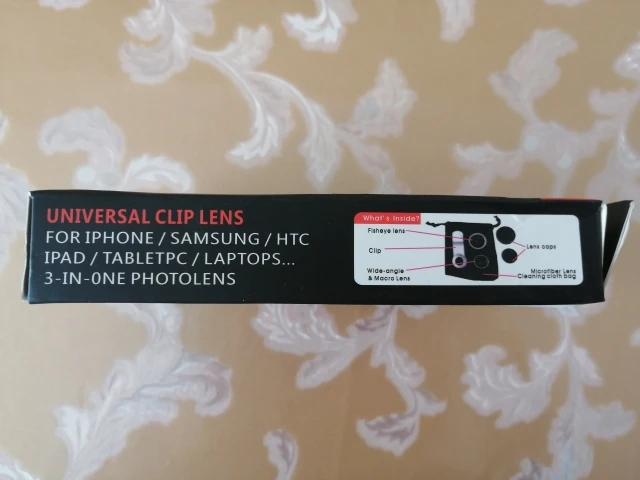 UNIVERSAL CLIP LENS
FOR IPHONE / SAMSUNG / HTC
IPAD / TABLETPC / LAPTOPS...
3-IN-0NE PHOTOLENS
What's Inside?
Fisheye lens
Clip
Wide-angle
& Macro Lens
Lens caps
Microfiber Lens
Cleaning cloth bag